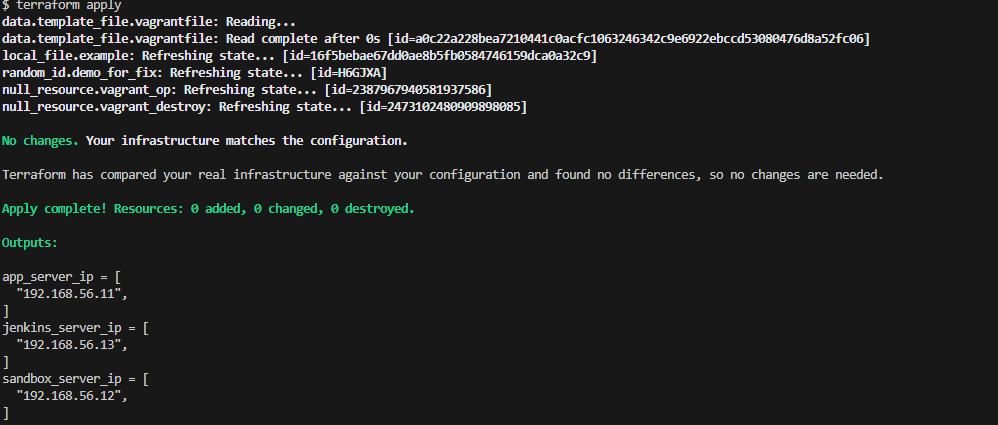 $ terraform apply
data.template_file.vagrantfile: Reading...
data.template_file.vagrantfile: Read complete after 0s [id=a0c22a228bea7210441c0acfc1063246342c9e6922ebccd53080476d8a52fc06]
local_file.example: Refreshing state... [id=16f5bebae67dd0ae8b5fb0584746159dca0a32c9]
random_id.demo_for_fix: Refreshing state... [id=H6GJXA]
null_resource.vagrant_op: Refreshing state... [id=2387967940581937586]
null_resource.vagrant_destroy: Refreshing state... [id=2473102480909898085]
No changes. Your infrastructure matches the configuration.
Terraform has compared your real infrastructure against your configuration and found no differences, so no changes are needed.
Apply complete! Resources: 0 added, 0 changed, 0 destroyed.
Outputs:
app_server_ip = [
  "192.168.56.11",
]
jenkins_server_ip = [
  "192.168.56.13",
]
sandbox_server_ip = [
  "192.168.56.12",
]